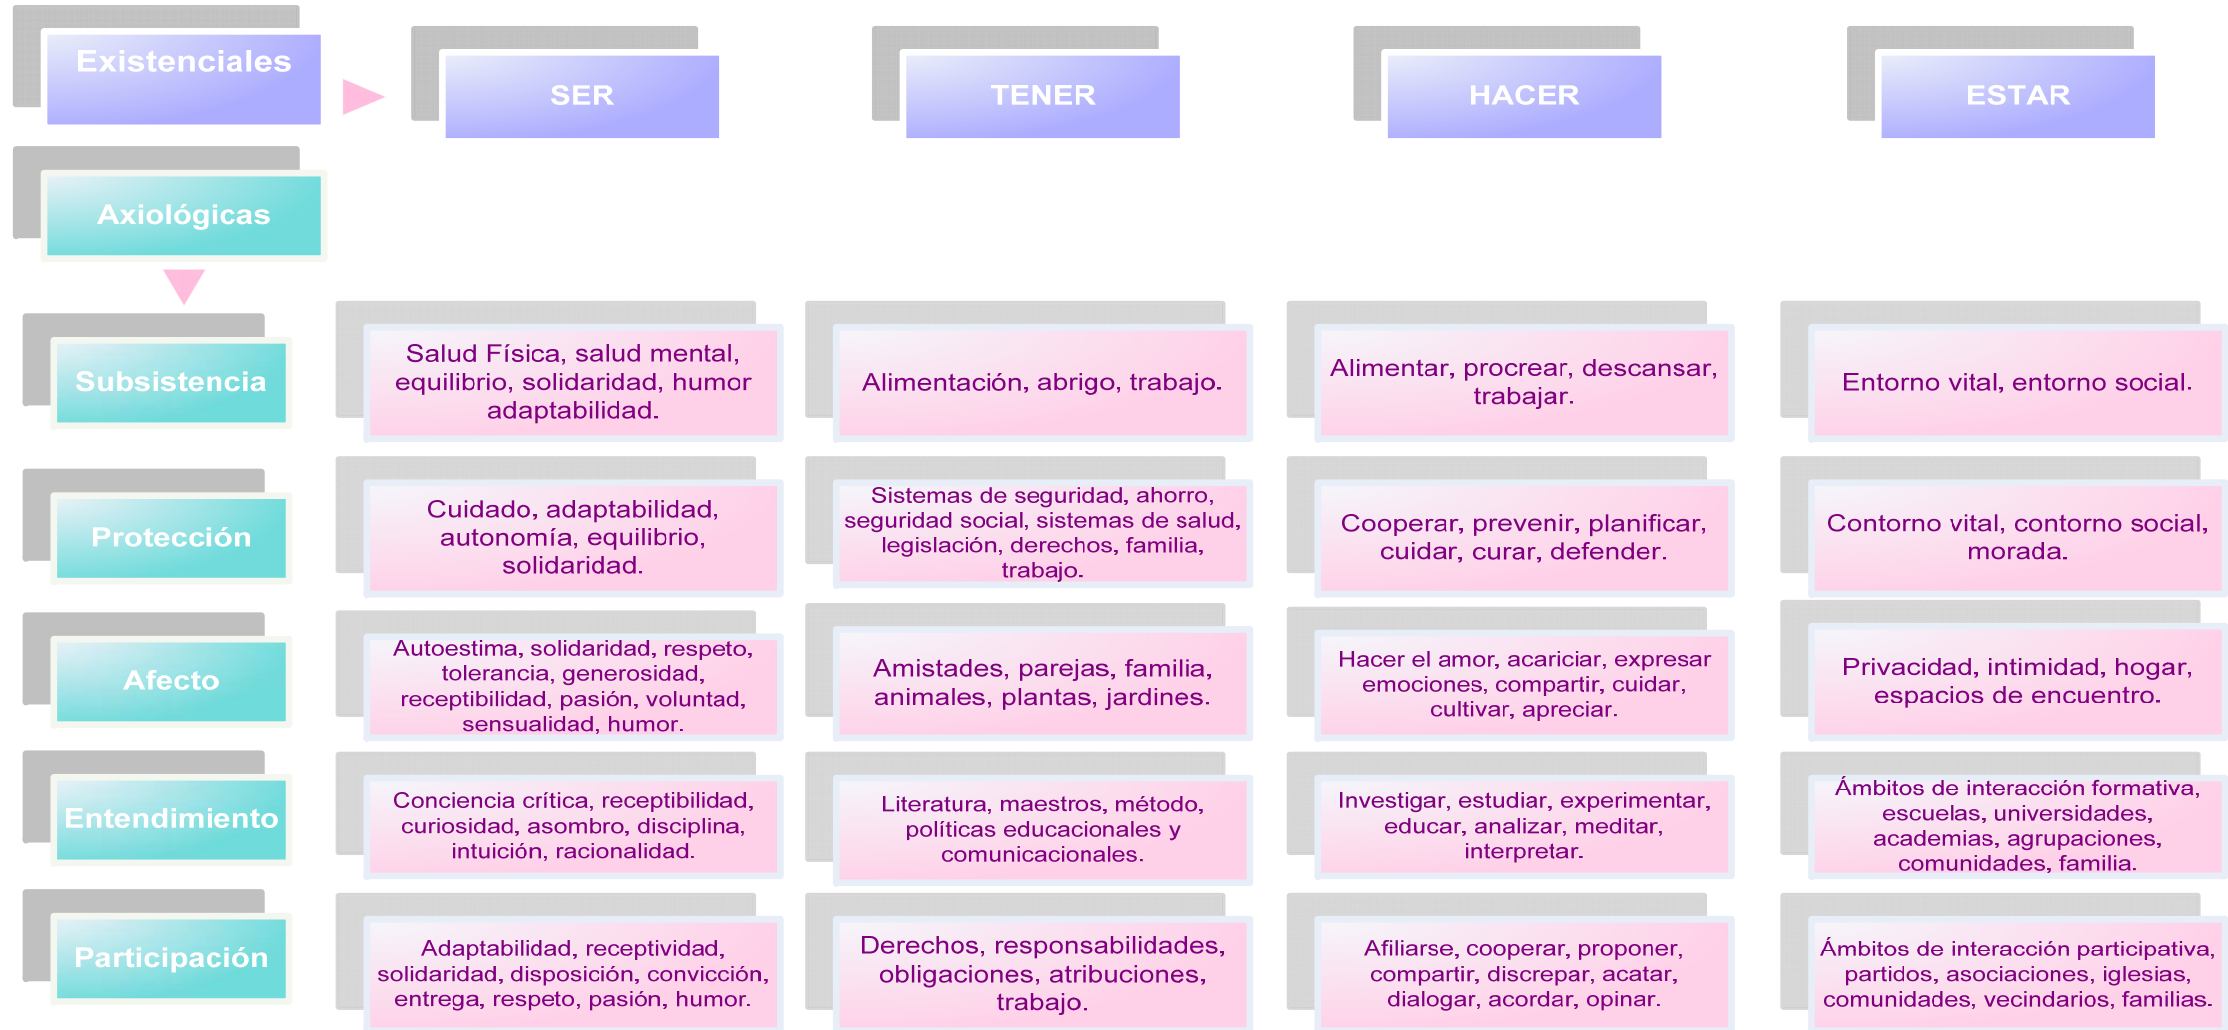 Existenciales
SER
TENER
HACER
ESTAR
Axiológicas
Subsistencia
Salud Física, salud mental,
equilibrio, solidaridad, humor
adaptabilidad.
Alimentación, abrigo, trabajo.
Alimentar, procrear, descansar,
trabajar.
Entorno vital, entorno social.
Protección
Cuidado, adaptabilidad,
autonomía, equilibrio,
solidaridad.
Sistemas de seguridad, ahorro,
seguridad social, sistemas de salud,
legislación, derechos, familia,
trabajo.
Cooperar, prevenir, planificar,
cuidar, curar, defender.
Contorno vital, contorno social,
morada.
Afecto
Autoestima, solidaridad, respeto,
tolerancia, generosidad,
receptibilidad, pasión, voluntad,
sensualidad, humor.
Amistades, parejas, familia,
animales, plantas, jardines.
Hacer el amor, acariciar, expresar
emociones, compartir, cuidar,
cultivar, apreciar.
Privacidad, intimidad, hogar,
espacios de encuentro.
Entendimiento
Conciencia crítica, receptibilidad,
curiosidad, asombro, disciplina,
intuición, racionalidad.
Literatura, maestros, método,
políticas educacionales y
comunicacionales.
Investigar, estudiar, experimentar,
educar, analizar, meditar,
interpretar.
Ámbitos de interacción formativa,
escuelas, universidades,
academias, agrupaciones,
comunidades, familia.
Participación
Adaptabilidad, receptividad,
solidaridad, disposición, convicción,
entrega, respeto, pasión, humor.
Derechos, responsabilidades,
obligaciones, atribuciones,
trabajo.
Afiliarse, cooperar, proponer,
compartir, discrepar, acatar,
dialogar, acordar, opinar.
Ámbitos de interacción participativa,
partidos, asociaciones, iglesias,
comunidades, vecindarios, familias.